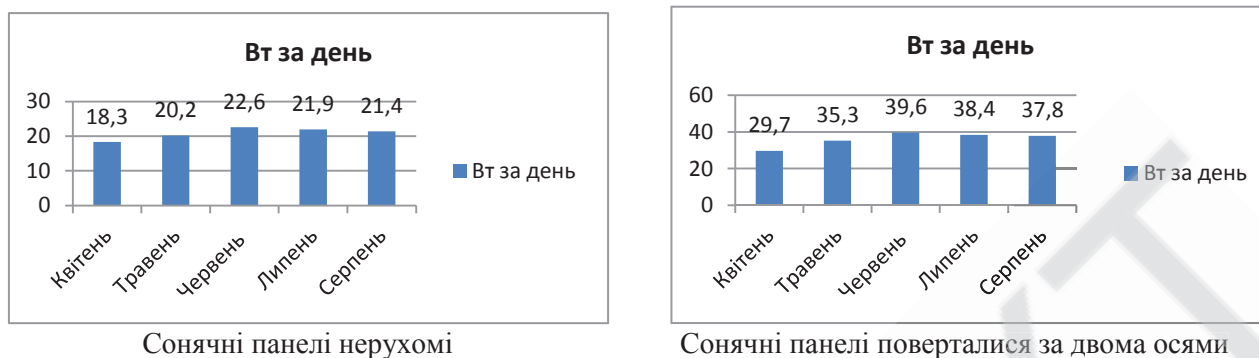 Вт за день
30
20
10
0
18,3
20,2
22,6
21,9
21,4
Квітень
Травень
Червень
Липень
Серпень
Вт за день
Сонячні панелі нерухомі
Вт за день
60
40
20
0
29,7
35,3
39,6
38,4
37,8
Квітень
Травень
Червень
Липень
Серпень
Вт за день
Сонячні панелі поверталися за двома осями